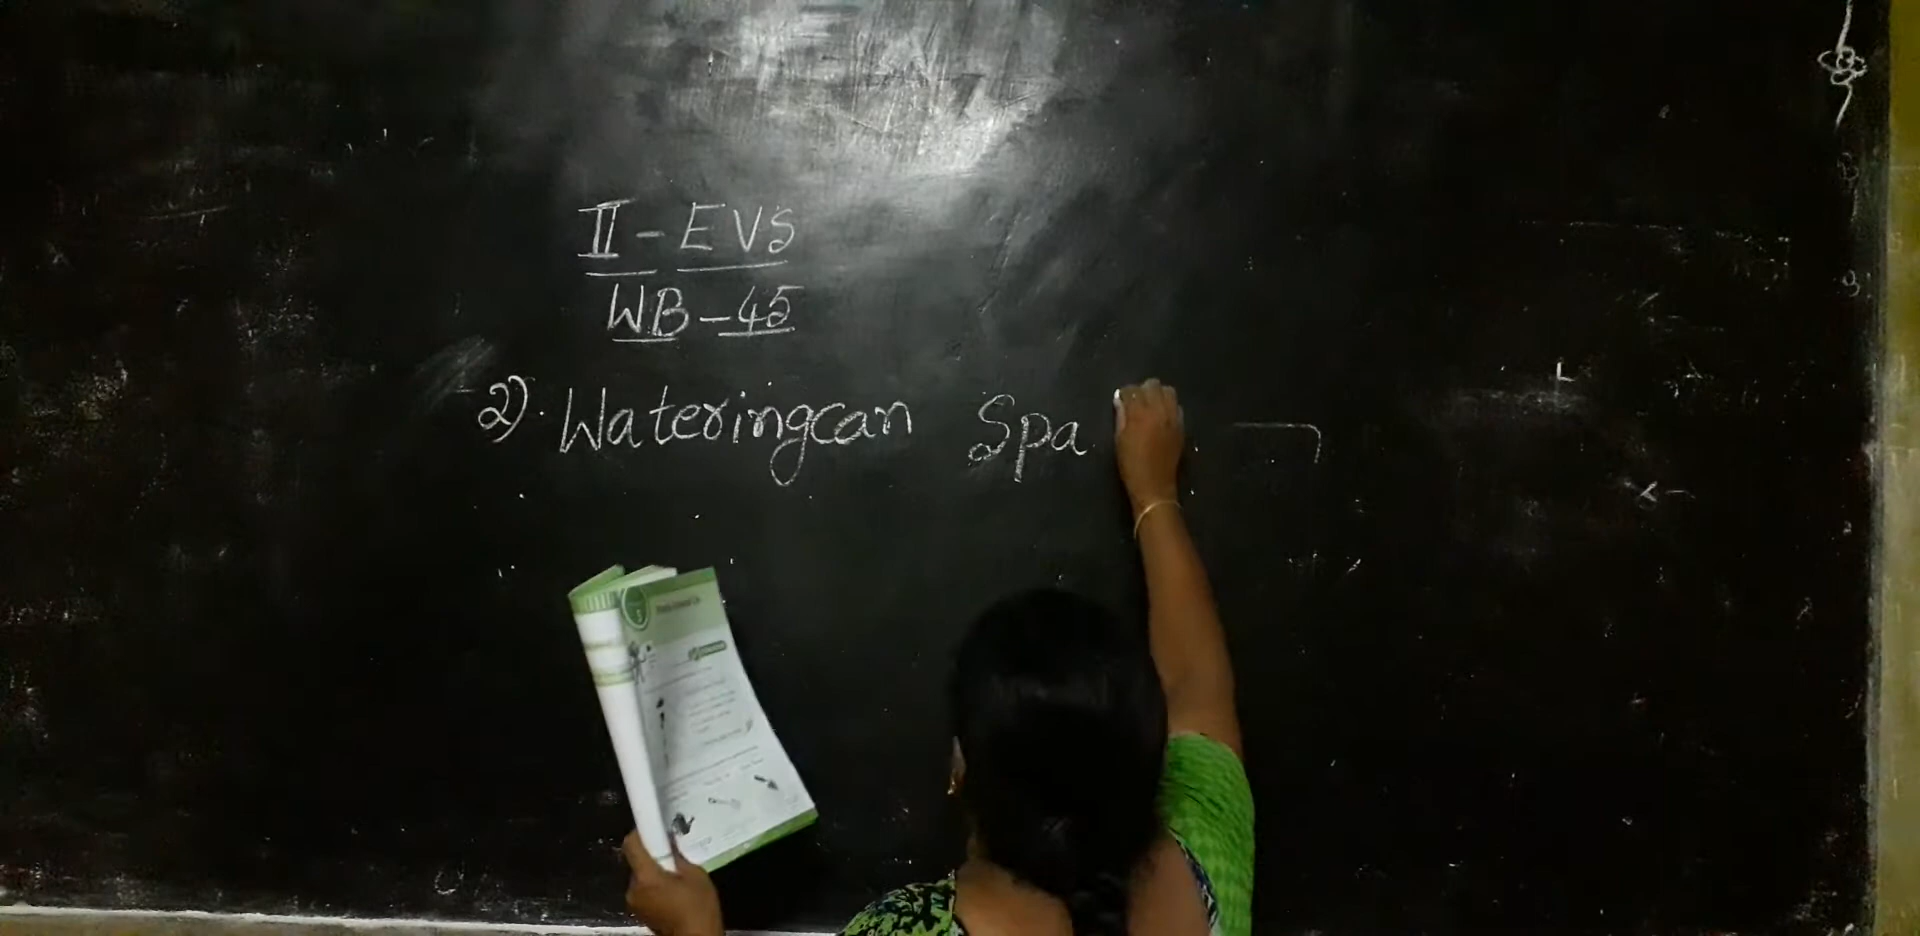 II - EVS
WB - 45
2). Wateringcan Spa